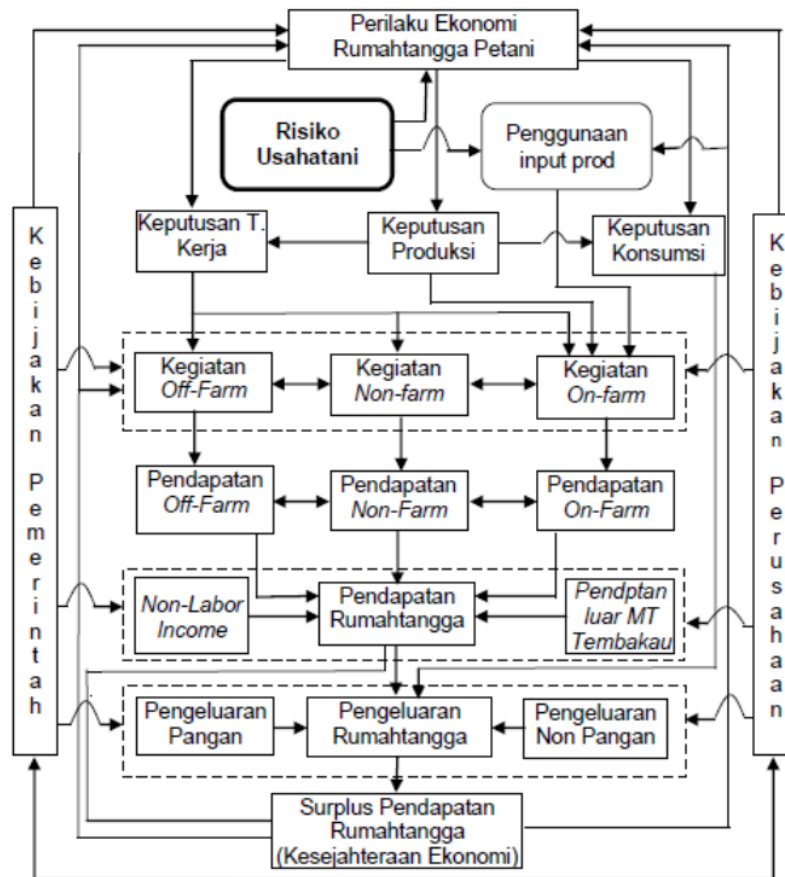 Perilaku Ekonomi
Rumahtangga Petani
Risiko
Usahatani
Penggunaan
input prod
Keputusan T.
Kerja
Keputusan
Produksi
Keputusan
Konsumsi
Kebijakan Pemerintah
Kebijakan Perusahaan
Kegiatan
Off-Farm
Kegiatan
Non-farm
Kegiatan
On-farm
Pendapatan
Off-Farm
Pendapatan
Non-Farm
Pendapatan
On-Farm
Non-Labor
Income
Pendapatan
Rumahtangga
Pendptan
luar MT
Tembakau
Pengeluaran
Pangan
Pengeluaran
Rumahtangga
Pengeluaran
Non Pangan
Surplus Pendapatan
Rumahtangga
(Kesejahteraan Ekonomi)